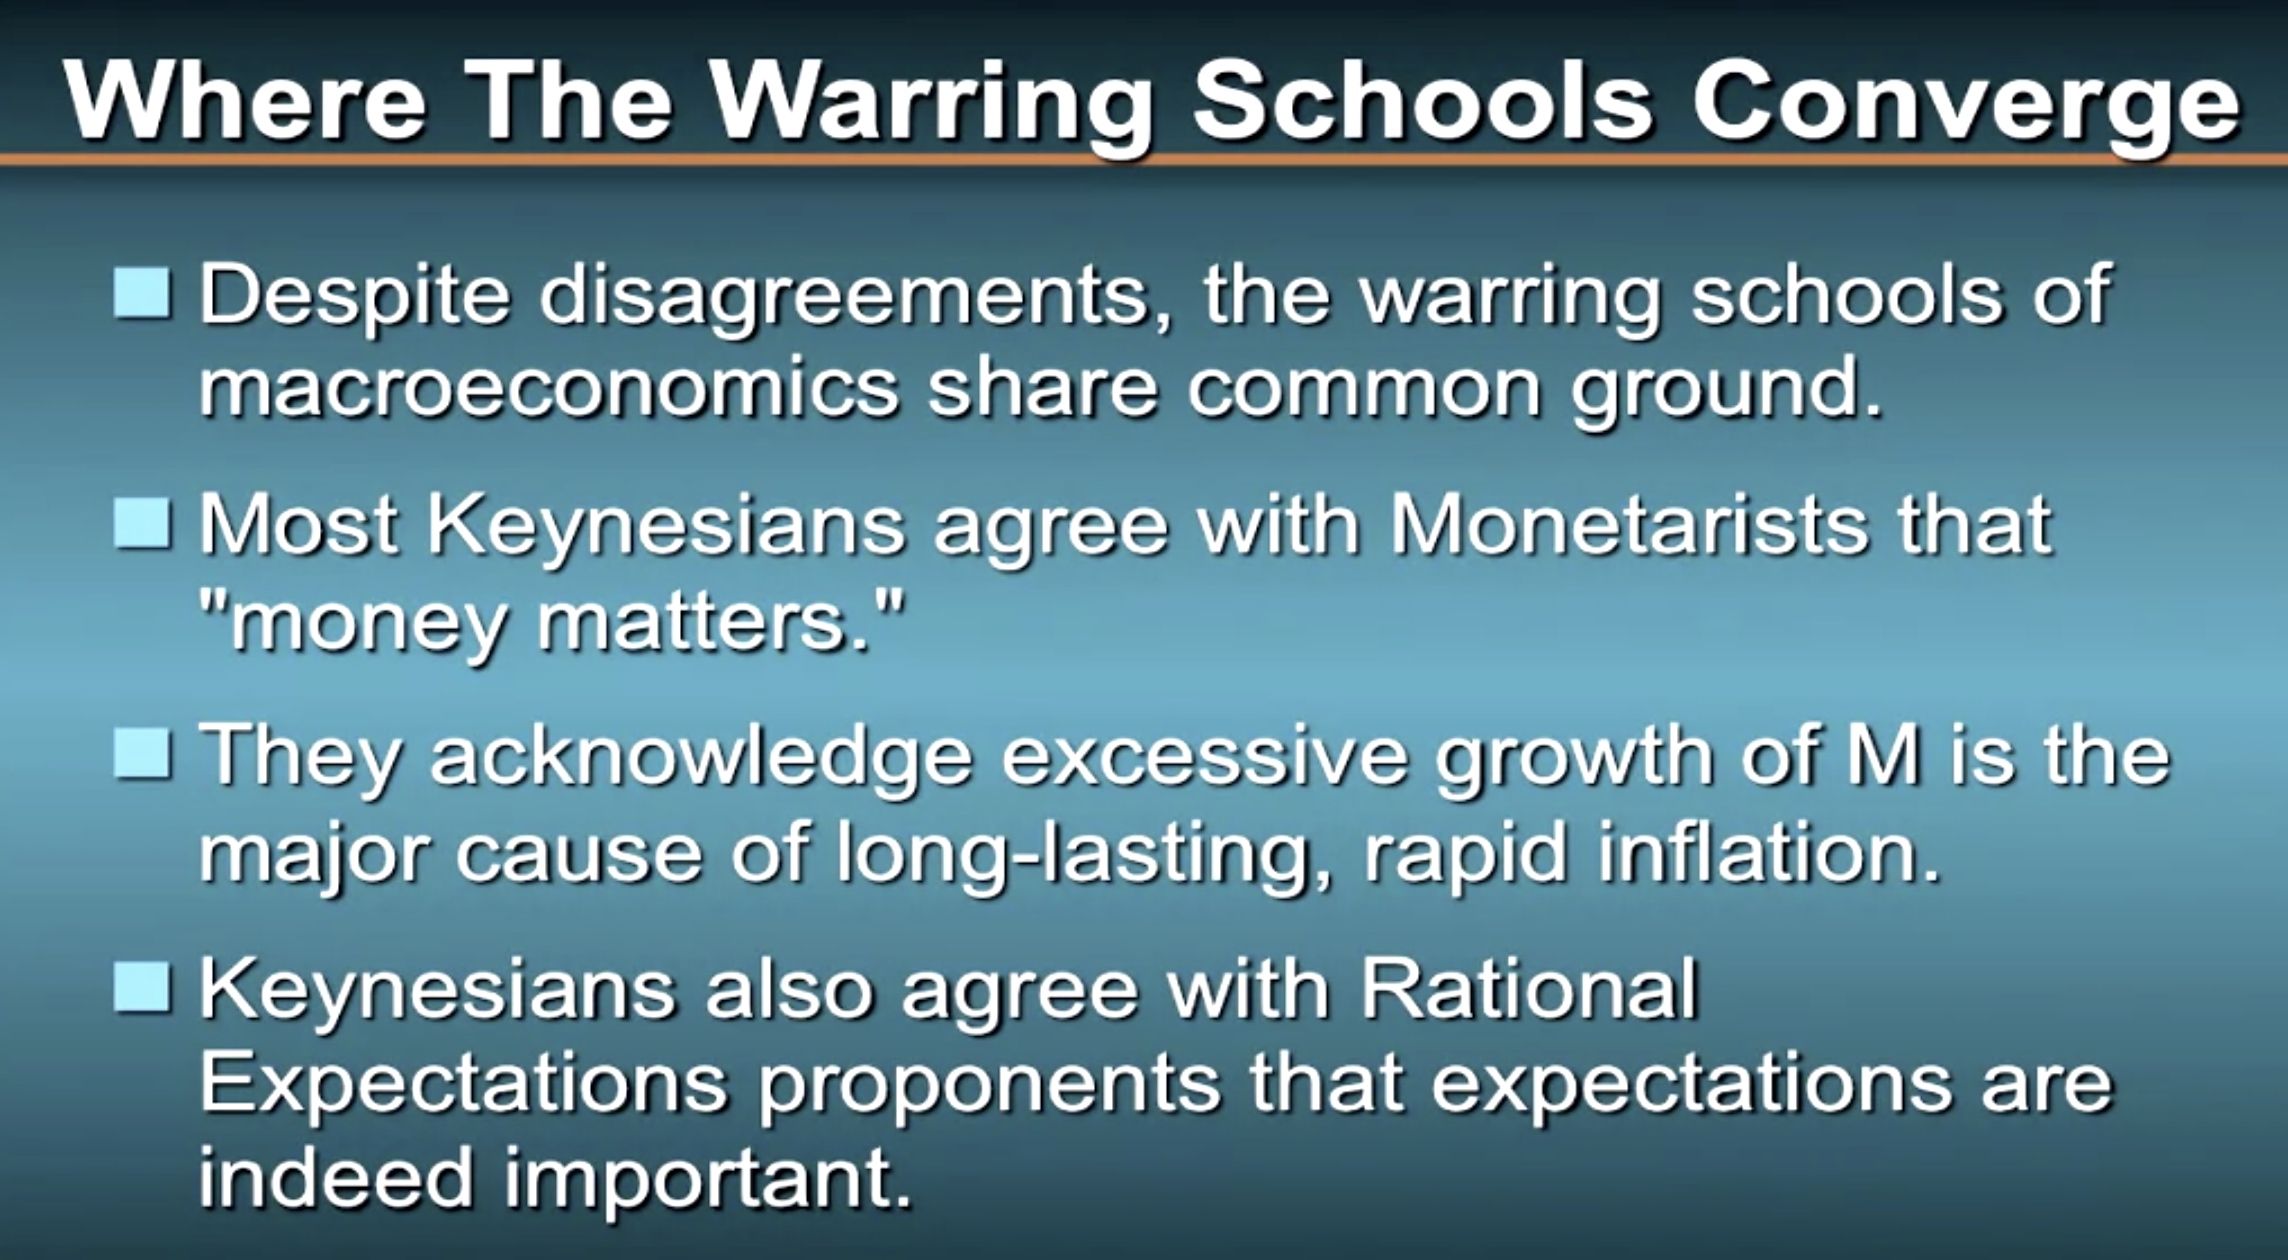 Where The Warring Schools Converge
Despite disagreements, the warring schools of
macroeconomics share common ground.
Most Keynesians agree with Monetarists that
"money matters."
They acknowledge excessive growth of M is the
major cause of long-lasting, rapid inflation.
Keynesians also agree with Rational
Expectations proponents that expectations are
indeed important.